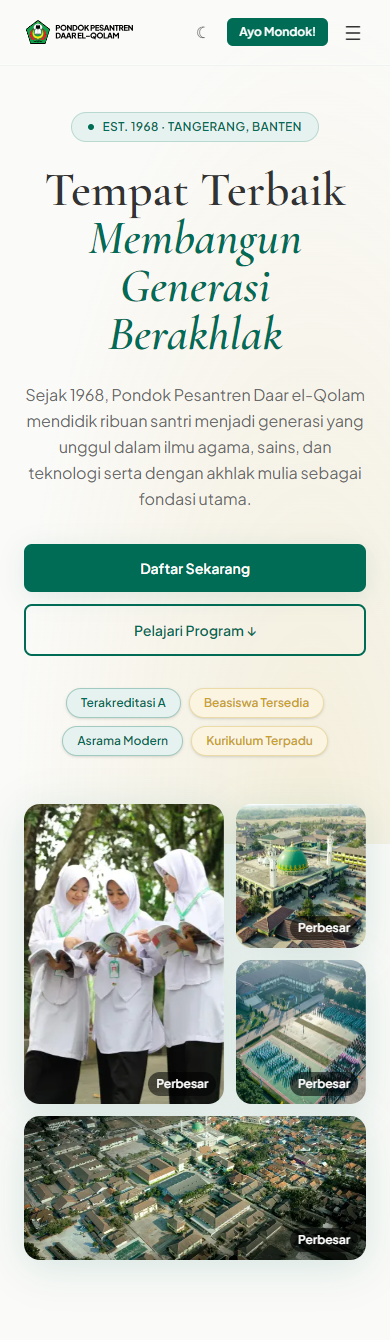 PONDOK PESANTREN
DAAR EL-QOLAM
Ayo Mondok!
EST. 1968 · TANGERANG, BANTEN
Tempat Terbaik
Membangun
Generasi
Berakhlak
Sejak 1968, Pondok Pesantren Daar el-Qolam
mendidik ribuan santri menjadi generasi yang
unggul dalam ilmu agama, sains, dan
teknologi serta dengan akhlak mulia sebagai
fondasi utama.
Daftar Sekarang
Pelajari Program ↓
Terakreditasi A
Beasiswa Tersedia
Asrama Modern
Kurikulum Terpadu
Perbesar
Perbesar
Perbesar
Perbesar